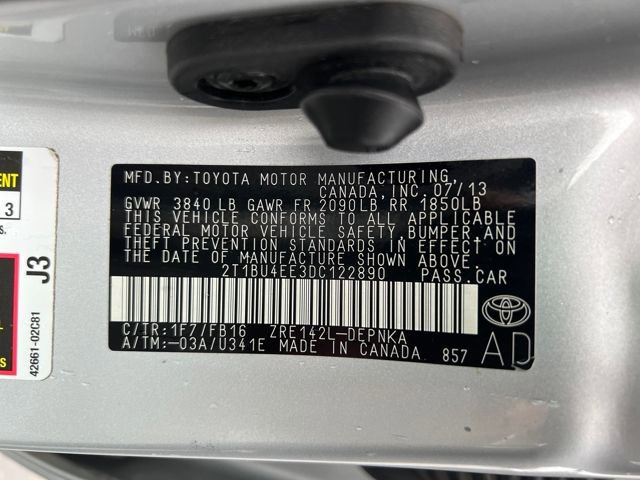 MFD.BY:TOYOTA MOTOR MANUFACTURING,
CANADA,INC.07/13
GVWR 3840 LB GAWR FR 2090LB RR 1850LB
THIS VEHICLE CONFORMS TO ALL APPLICABLE
FEDERAL MOTOR VEHICLE SAFETY, BUMPER,AND
THEFT PREVENTION STANDARDS IN EFFECT ON
THE DATE OF MANUFACTURE SHOWN ABOVE.
2T1BU4EE3DC122890 PASS.CAR
C/TR:1F7/FB16 ZRE142L-DEPNKA
A/TM:-03A/U341E MADE IN CANADA
857
AD
ENT
3
s.
J3
42661-02C81